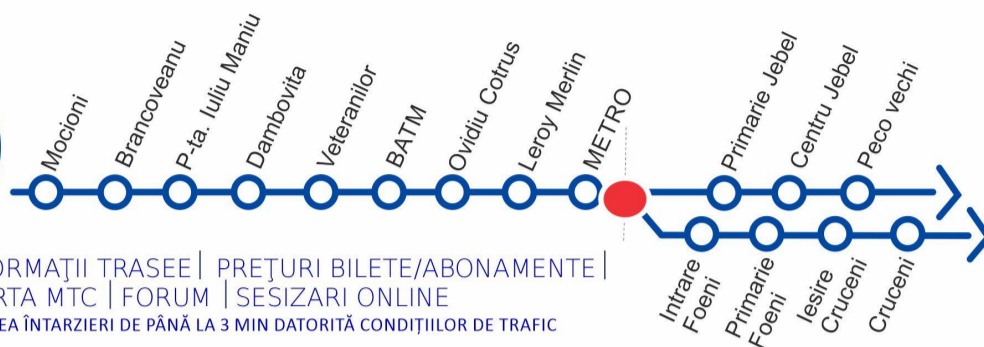 Mocioni
Brancoveanu
P-ta. Iuliu Maniu
Dambovita
Veteranilor
BATM
Ovidiu Cotrus
Leroy Merlin
METRO
Primarie Jebel
Centru Jebel
Peco vechi
Intrare
Foeni
Primarie
Foeni
Iesire
Cruceni
Cruceni
ORMAŢII TRASEE| PREŢURI BILETE/ABONAMENTE|
RTA MTC |FORUM |SESIZARI ONLINE
EA ÎNTARZIERI DE PÂNĂ LA 3 MIN DATORITĂ CONDIȚIILOR DE TRAFIC